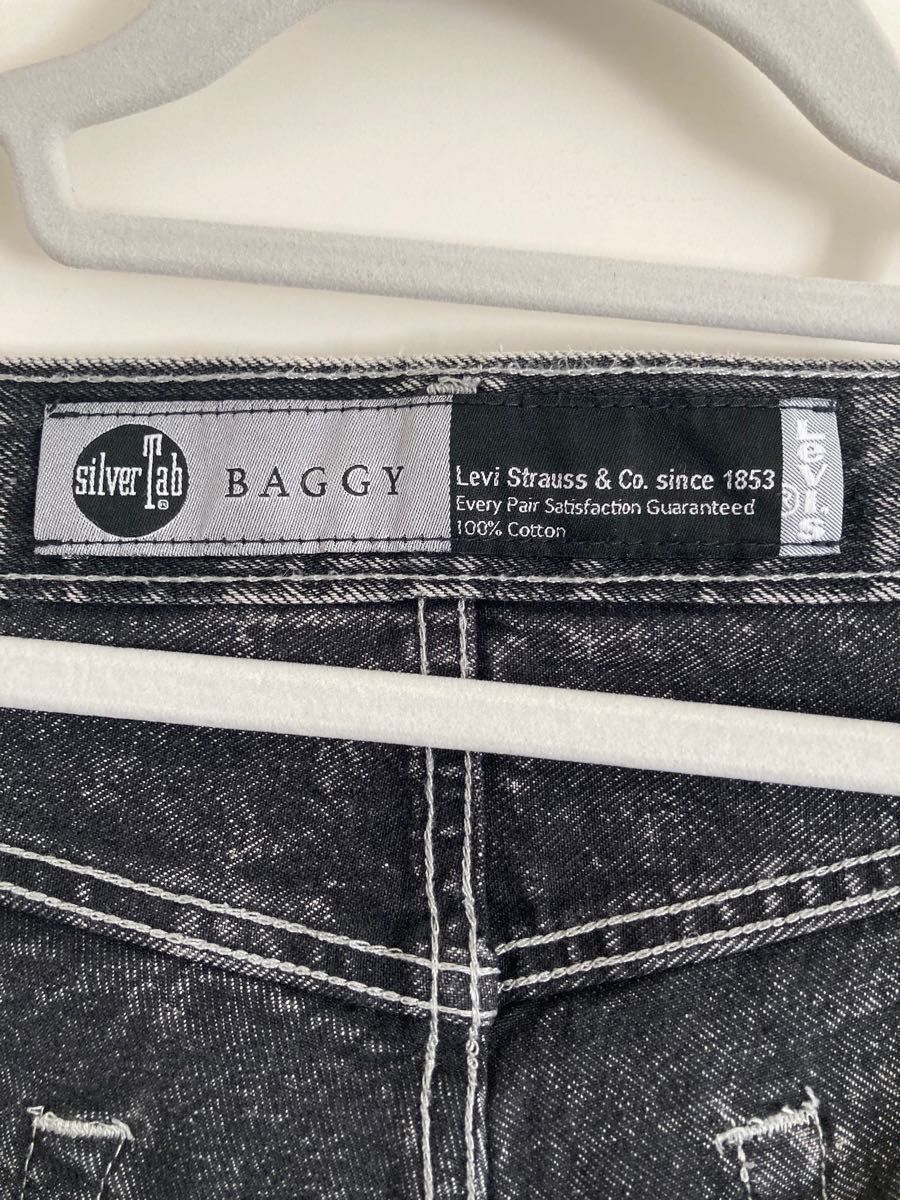 silverTab®
BAGGY
Levi Strauss & Co. since 1853
Every Pair Satisfaction Guaranteed
100% Cotton
LEVI'S®